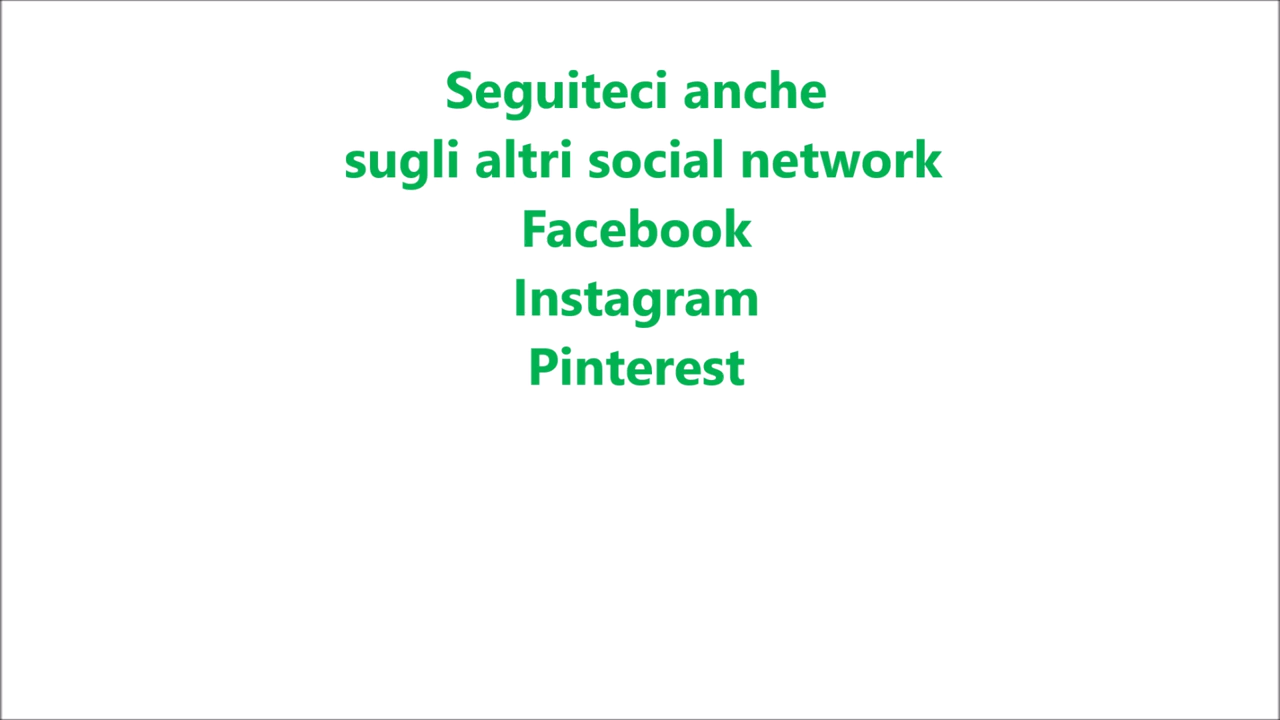 Seguiteci anche
sugli altri social network
Facebook
Instagram
Pinterest